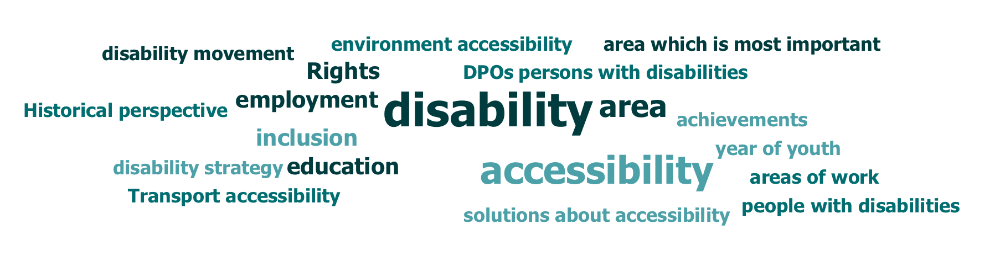 environment accessibility
area which is most important
disability movement
Rights
DPOs persons with disabilities
employment
disability
area
Historical perspective
achievements
inclusion
year of youth
disability strategy
education
accessibility
areas of work
Transport accessibility
people with disabilities
solutions about accessibility